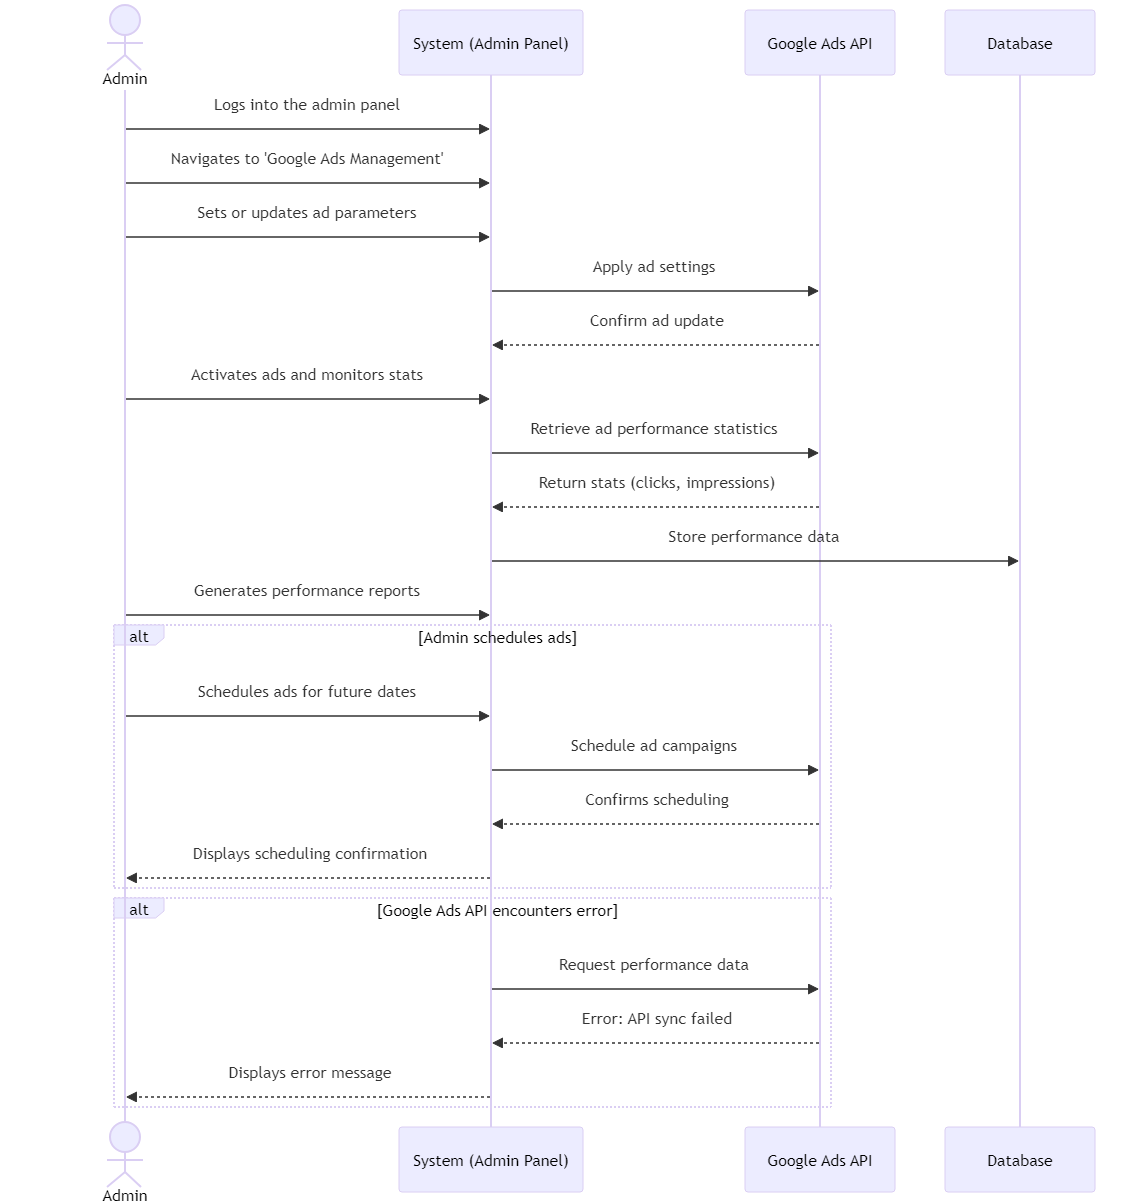 Admin
System (Admin Panel)
Google Ads API
Database
Logs into the admin panel
Navigates to 'Google Ads Management'
Sets or updates ad parameters
Apply ad settings
Confirm ad update
Activates ads and monitors stats
Retrieve ad performance statistics
Return stats (clicks, impressions)
Store performance data
Generates performance reports
alt
[Admin schedules ads]
Schedules ads for future dates
Schedule ad campaigns
Confirms scheduling
Displays scheduling confirmation
alt
[Google Ads API encounters error]
Request performance data
Error: API sync failed
Displays error message
Admin
System (Admin Panel)
Google Ads API
Database